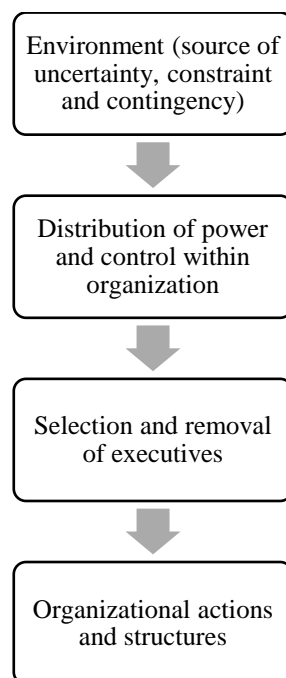 Environment (source of
uncertainty, constraint
and contingency)
Distribution of power
and control within
organization
Selection and removal
of executives
Organizational actions
and structures